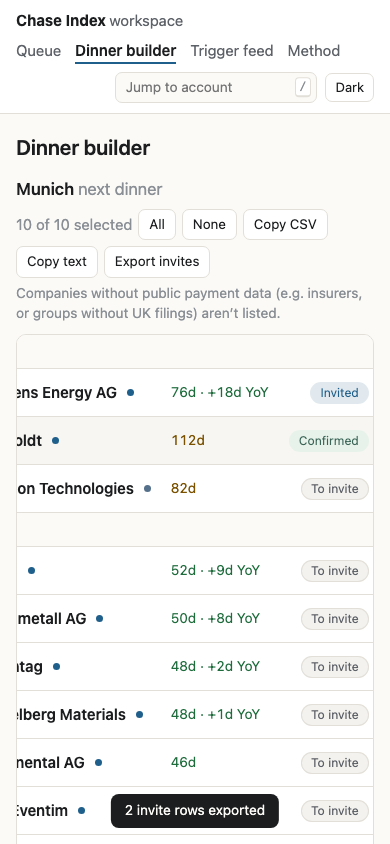 Chase Index workspace
Queue Dinner builder Trigger feed Method
Jump to account / Dark
Dinner builder
Munich next dinner
10 of 10 selected All None Copy CSV
Copy text Export invites
Companies without public payment data (e.g. insurers,
or groups without UK filings) aren’t listed.
ens Energy AG 76d · +18d YoY Invited
oldt 112d Confirmed
on Technologies 82d To invite
52d · +9d YoY To invite
metall AG 50d · +8d YoY To invite
ntag 48d · +2d YoY To invite
elberg Materials 48d · +1d YoY To invite
nental AG 46d To invite
Eventim To invite
2 invite rows exported